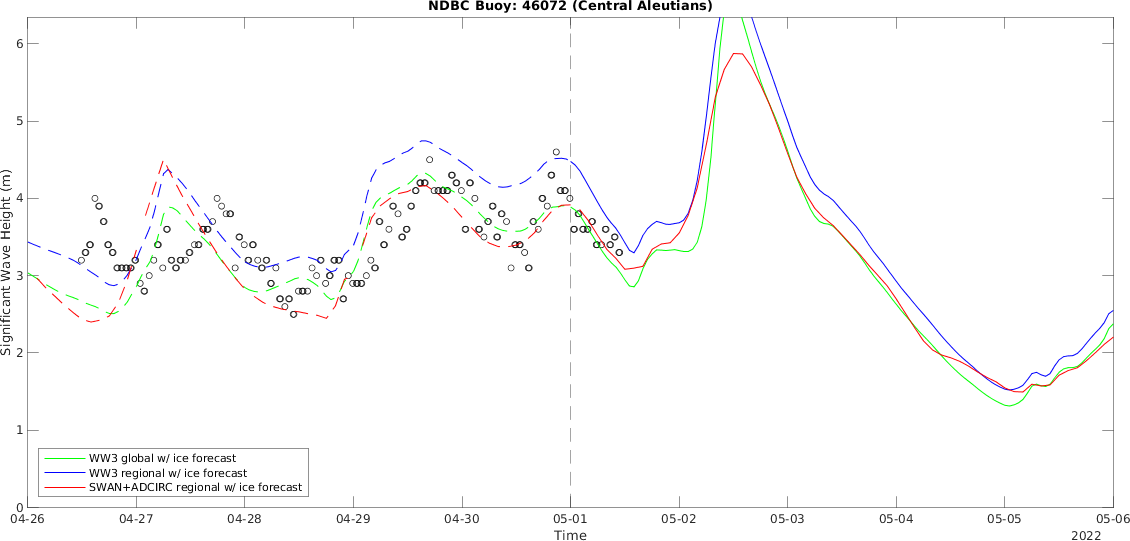 NDBC Buoy: 46072 (Central Aleutians)
6
5
4
3
2
1
0
Significant Wave Height (m)
WW3 global w/ ice forecast
WW3 regional w/ ice forecast
SWAN+ADCIRC regional w/ ice forecast
04-26 04-27 04-28 04-29 04-30 05-01 05-02 05-03 05-04 05-05 05-06
Time
2022